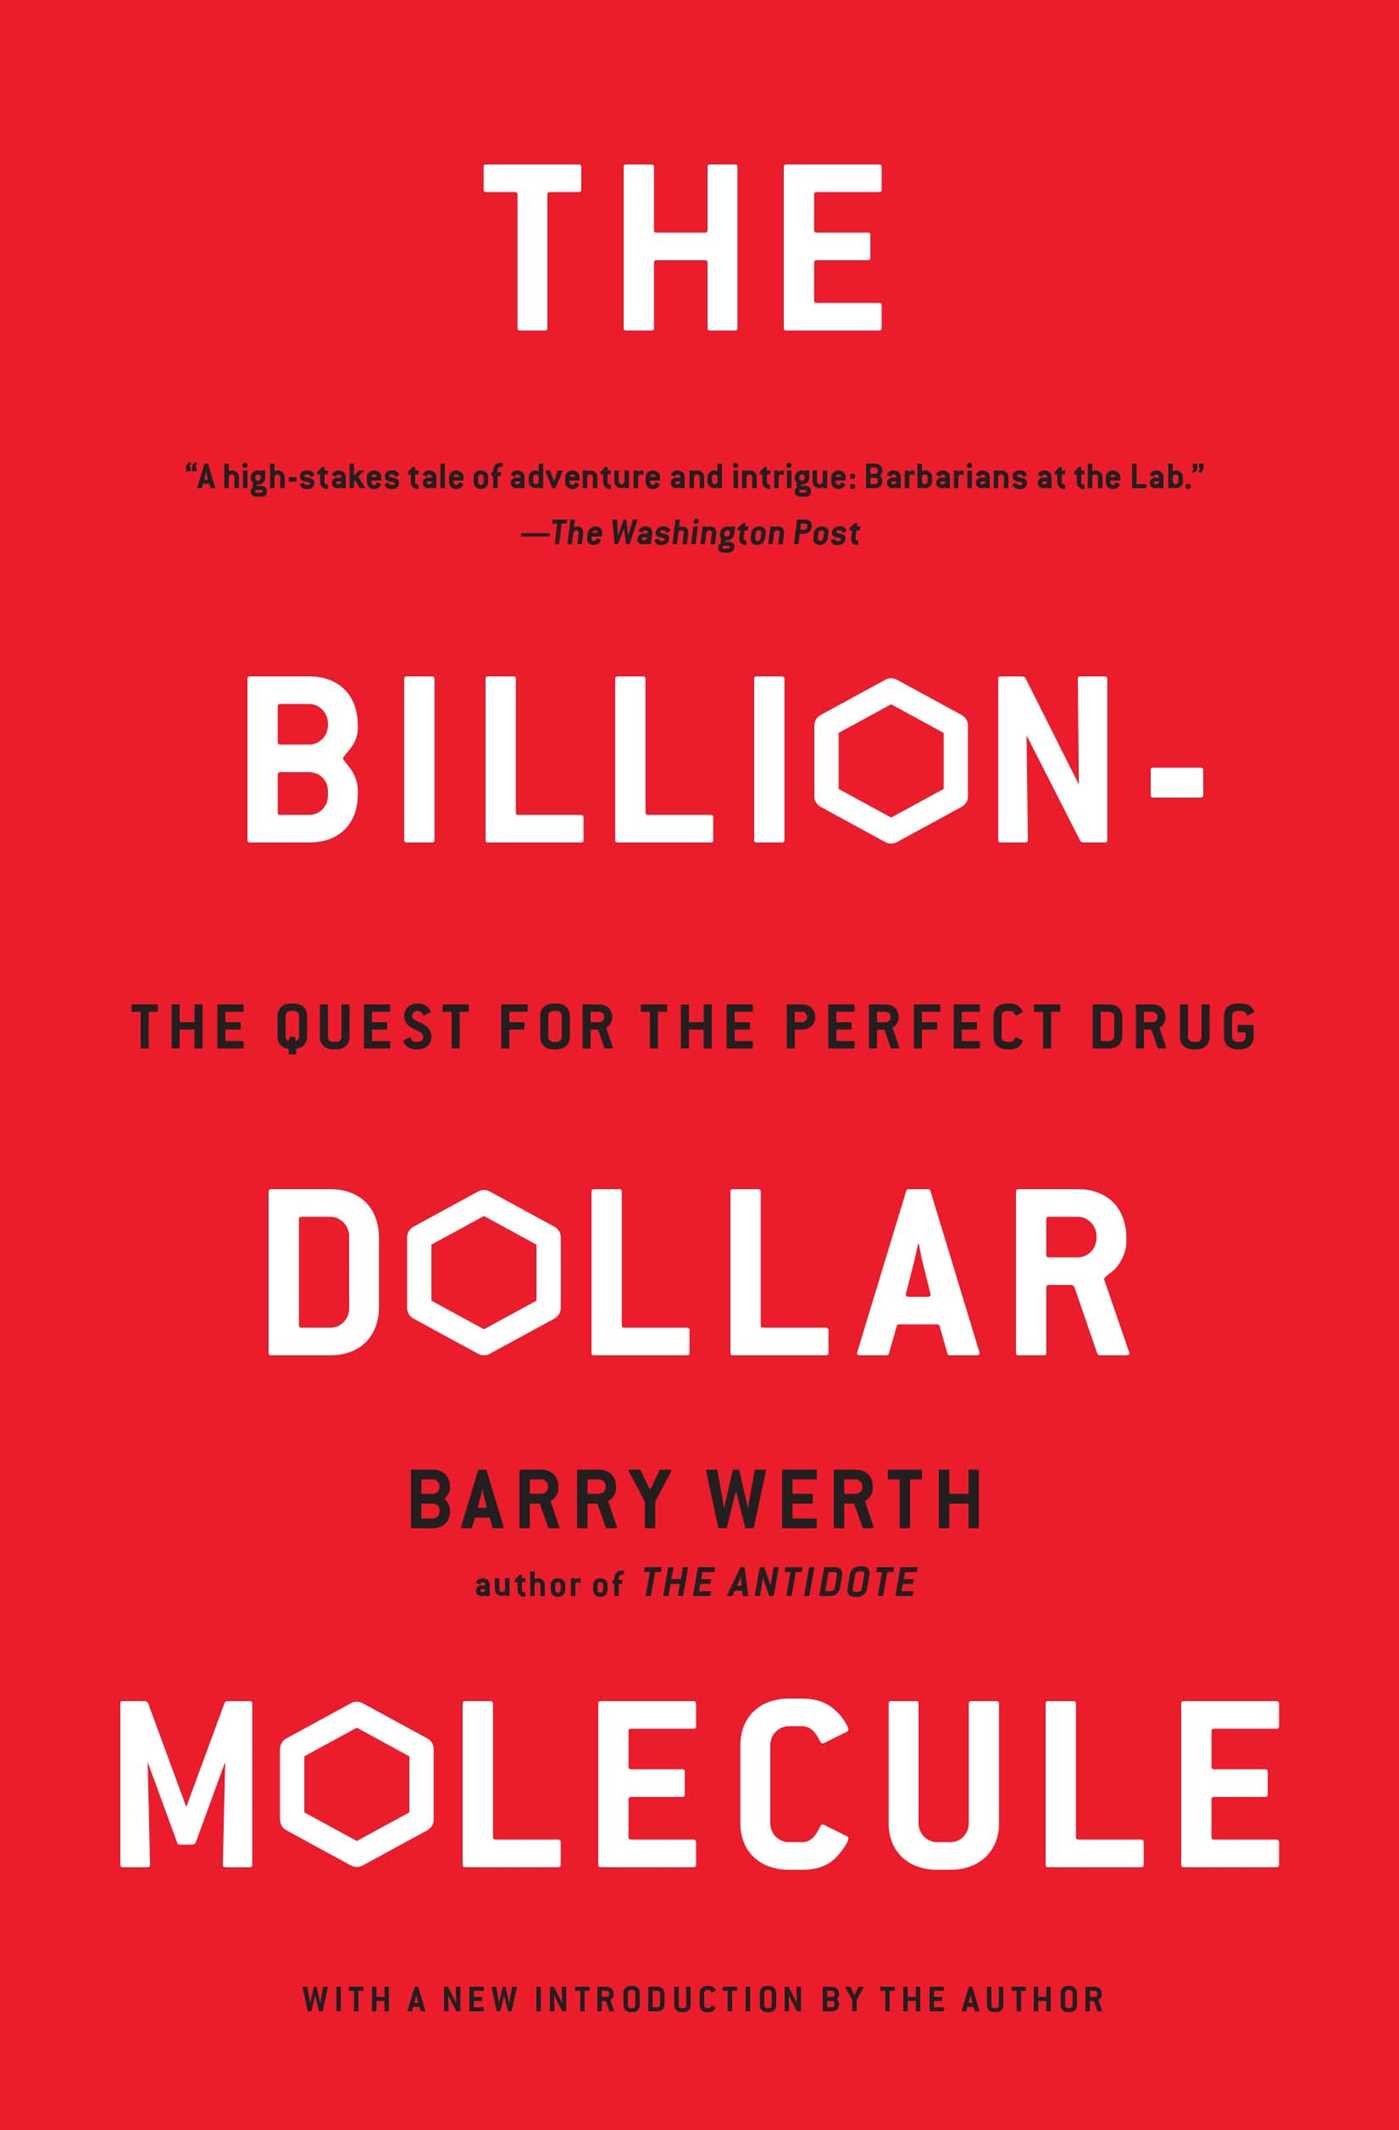 THE
“A high-stakes tale of adventure and intrigue: Barbarians at the Lab.”
—The Washington Post
BILLION-
THE QUEST FOR THE PERFECT DRUG
DOLLAR
BARRY WERTH
author of THE ANTIDOTE
MOLECULE
WITH A NEW INTRODUCTION BY THE AUTHOR